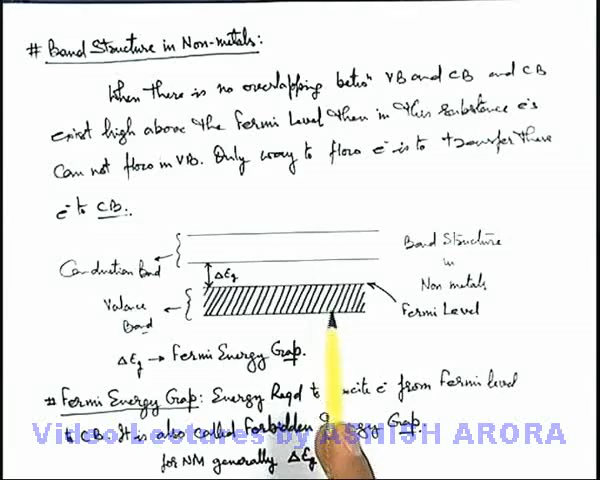 # Band Structure in Non-metals:
When there is no overlapping betⁿ VB and CB and CB
exist high above the Fermi Level then in this substance e⁻s
can not flow in VB. Only way to flow e⁻ is to transfer there
e⁻ to CB.
Conduction Band
ΔEg
Valance
Band
Band Structure
in
Non metals
Fermi Level
ΔEg → Fermi Energy Gap.
# Fermi Energy Gap: Energy Reqd to excite e⁻ from Fermi level
to CB. It is also called Forbidden Energy Gap.
Video Lectures by ASHISH ARORA
for NM generally ΔEg